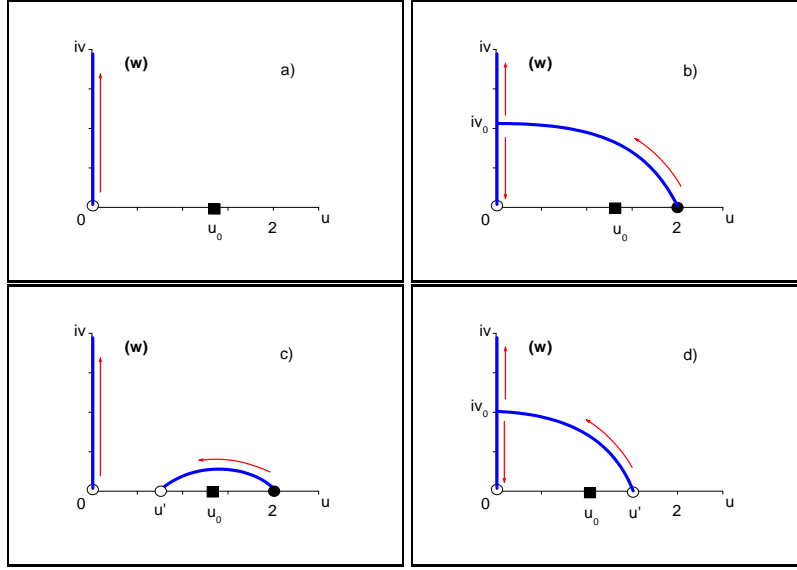 iv
(w)
a)
0
u₀
2
u
iv
(w)
b)
iv₀
0
u₀
2
u
iv
(w)
c)
0
u'
u₀
2
u
iv
(w)
d)
iv₀
0
u₀
u'
2
u